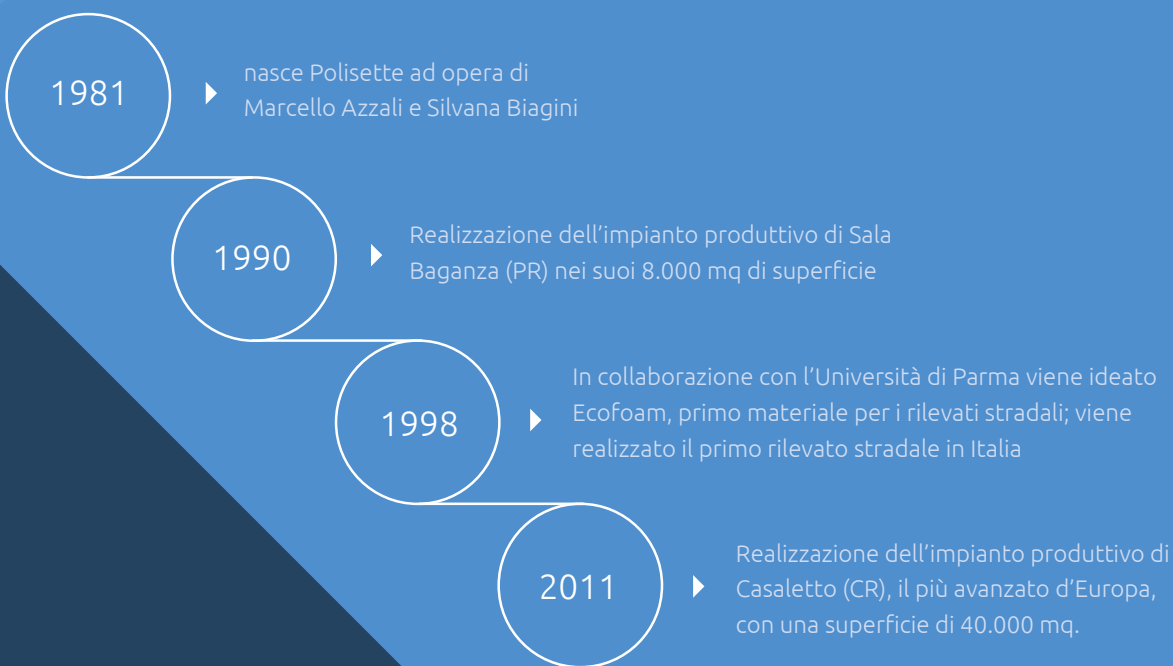 1981
nasce Polisette ad opera di
Marcello Azzali e Silvana Biagini
1990
Realizzazione dell’impianto produttivo di Sala
Baganza (PR) nei suoi 8.000 mq di superficie
1998
In collaborazione con l’Università di Parma viene ideato
Ecofoam, primo materiale per i rilevati stradali; viene
realizzato il primo rilevato stradale in Italia
2011
Realizzazione dell’impianto produttivo di
Casaletto (CR), il più avanzato d’Europa,
con una superficie di 40.000 mq.